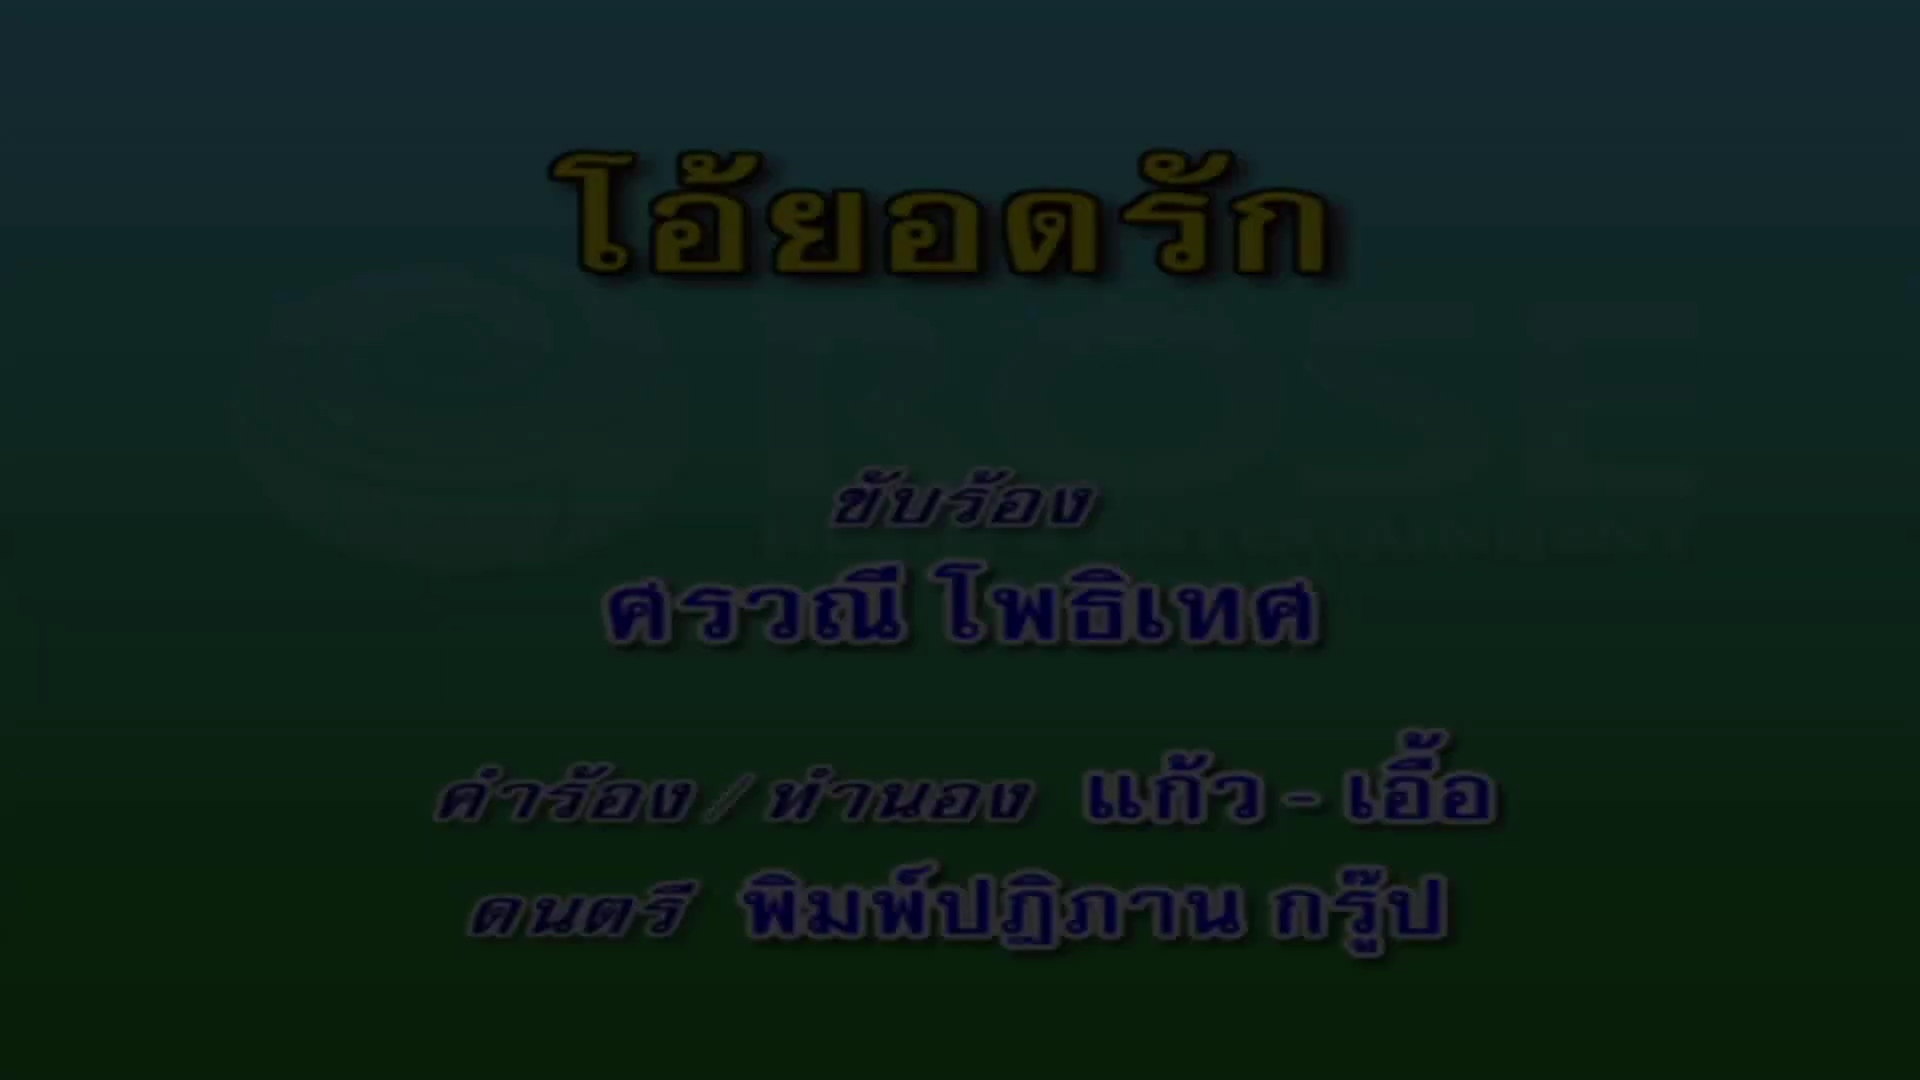 โอ้ยอดรัก
ROSE
ขับร้อง
ศรวณี โพธิเทศ
คำร้อง / ทำนอง แก้ว - เอื้อ
ดนตรี พิมพ์ปฏิภาน กรุ๊ป